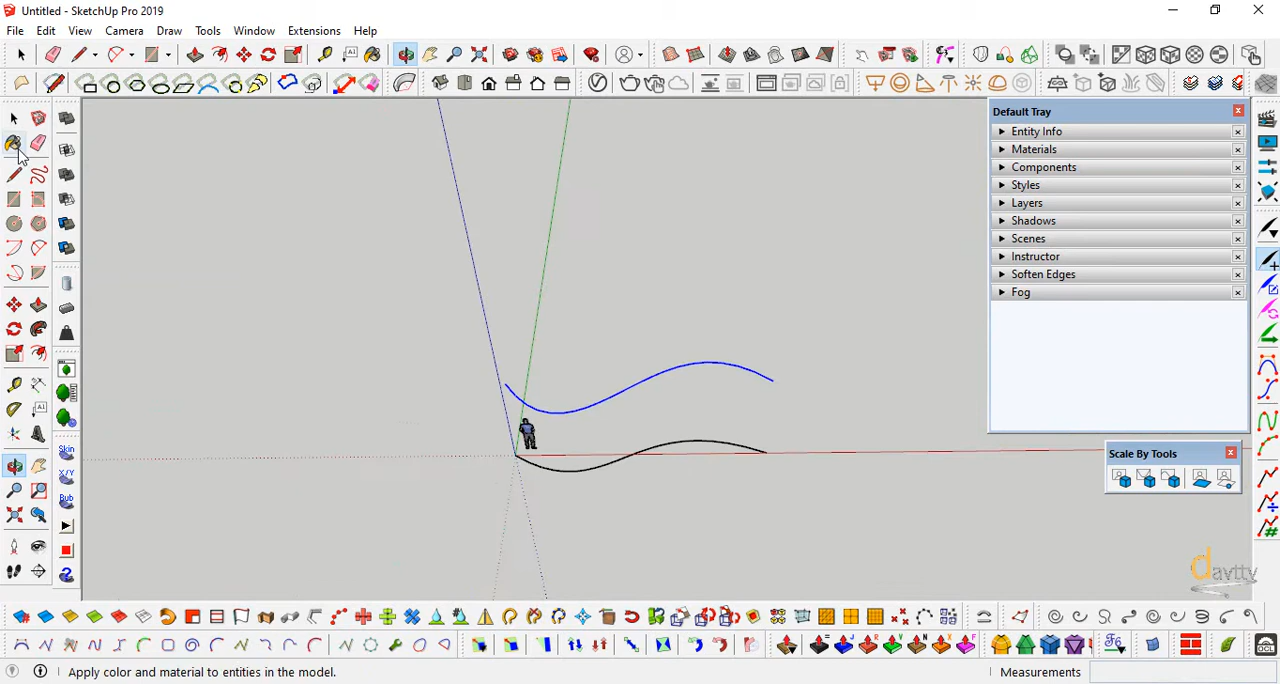 Untitled - SketchUp Pro 2019
File Edit View Camera Draw Tools Window Extensions Help
Default Tray
Entity Info
Materials
Components
Styles
Layers
Shadows
Scenes
Instructor
Soften Edges
Fog
Scale By Tools
Skin
X/Y
Bub
davtty
Apply color and material to entities in the model.
Measurements